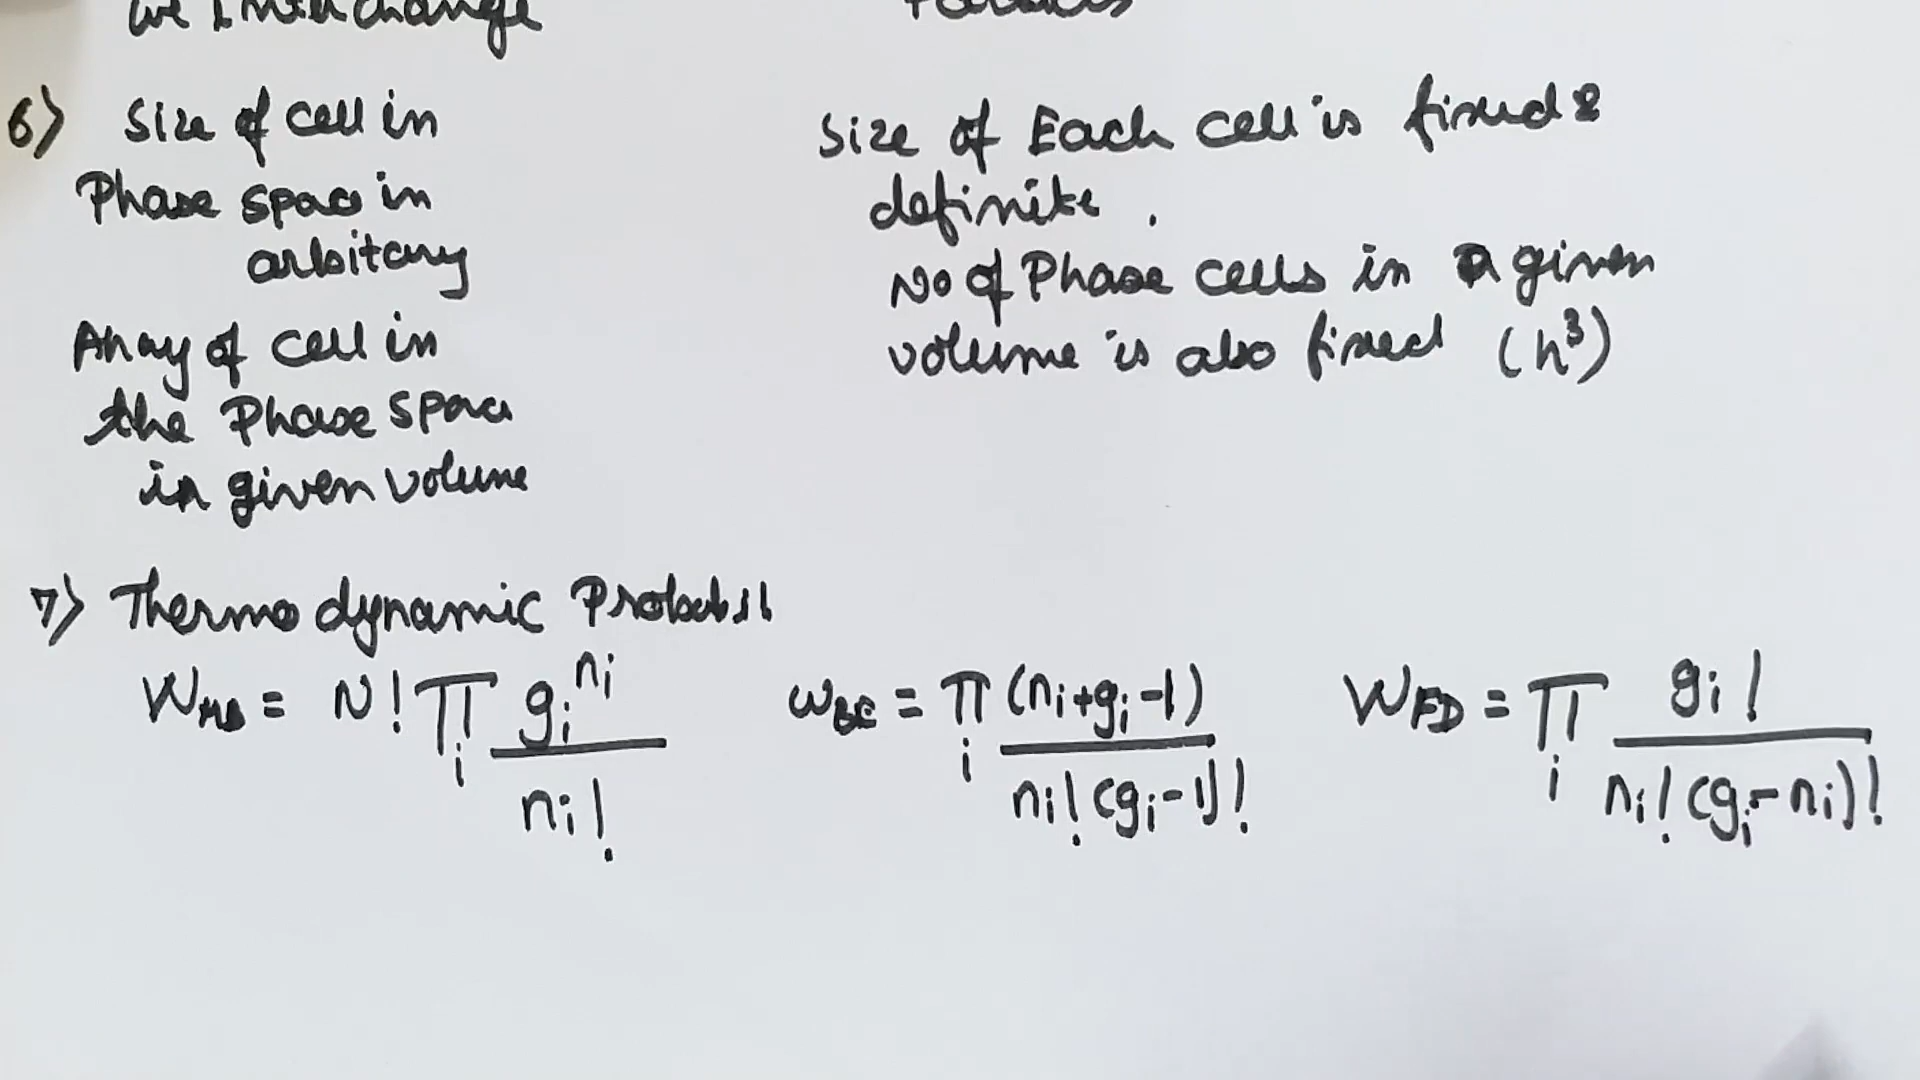 we Interchange
6) Size of cell in
Phase space in
arbitary
Array of cell in
the Phase space
in given volume
Size of Each cell is fixed &
definite .
No of Phase cells in a given
volume is also fixed (h³)
7) Thermo dynamic Probabil
W_MB = N! ∏_i g_i^n_i / n_i!
W_BE = ∏_i (n_i+g_i-1) / n_i! (g_i-1)!
W_FD = ∏_i g_i! / n_i! (g_i-n_i)!